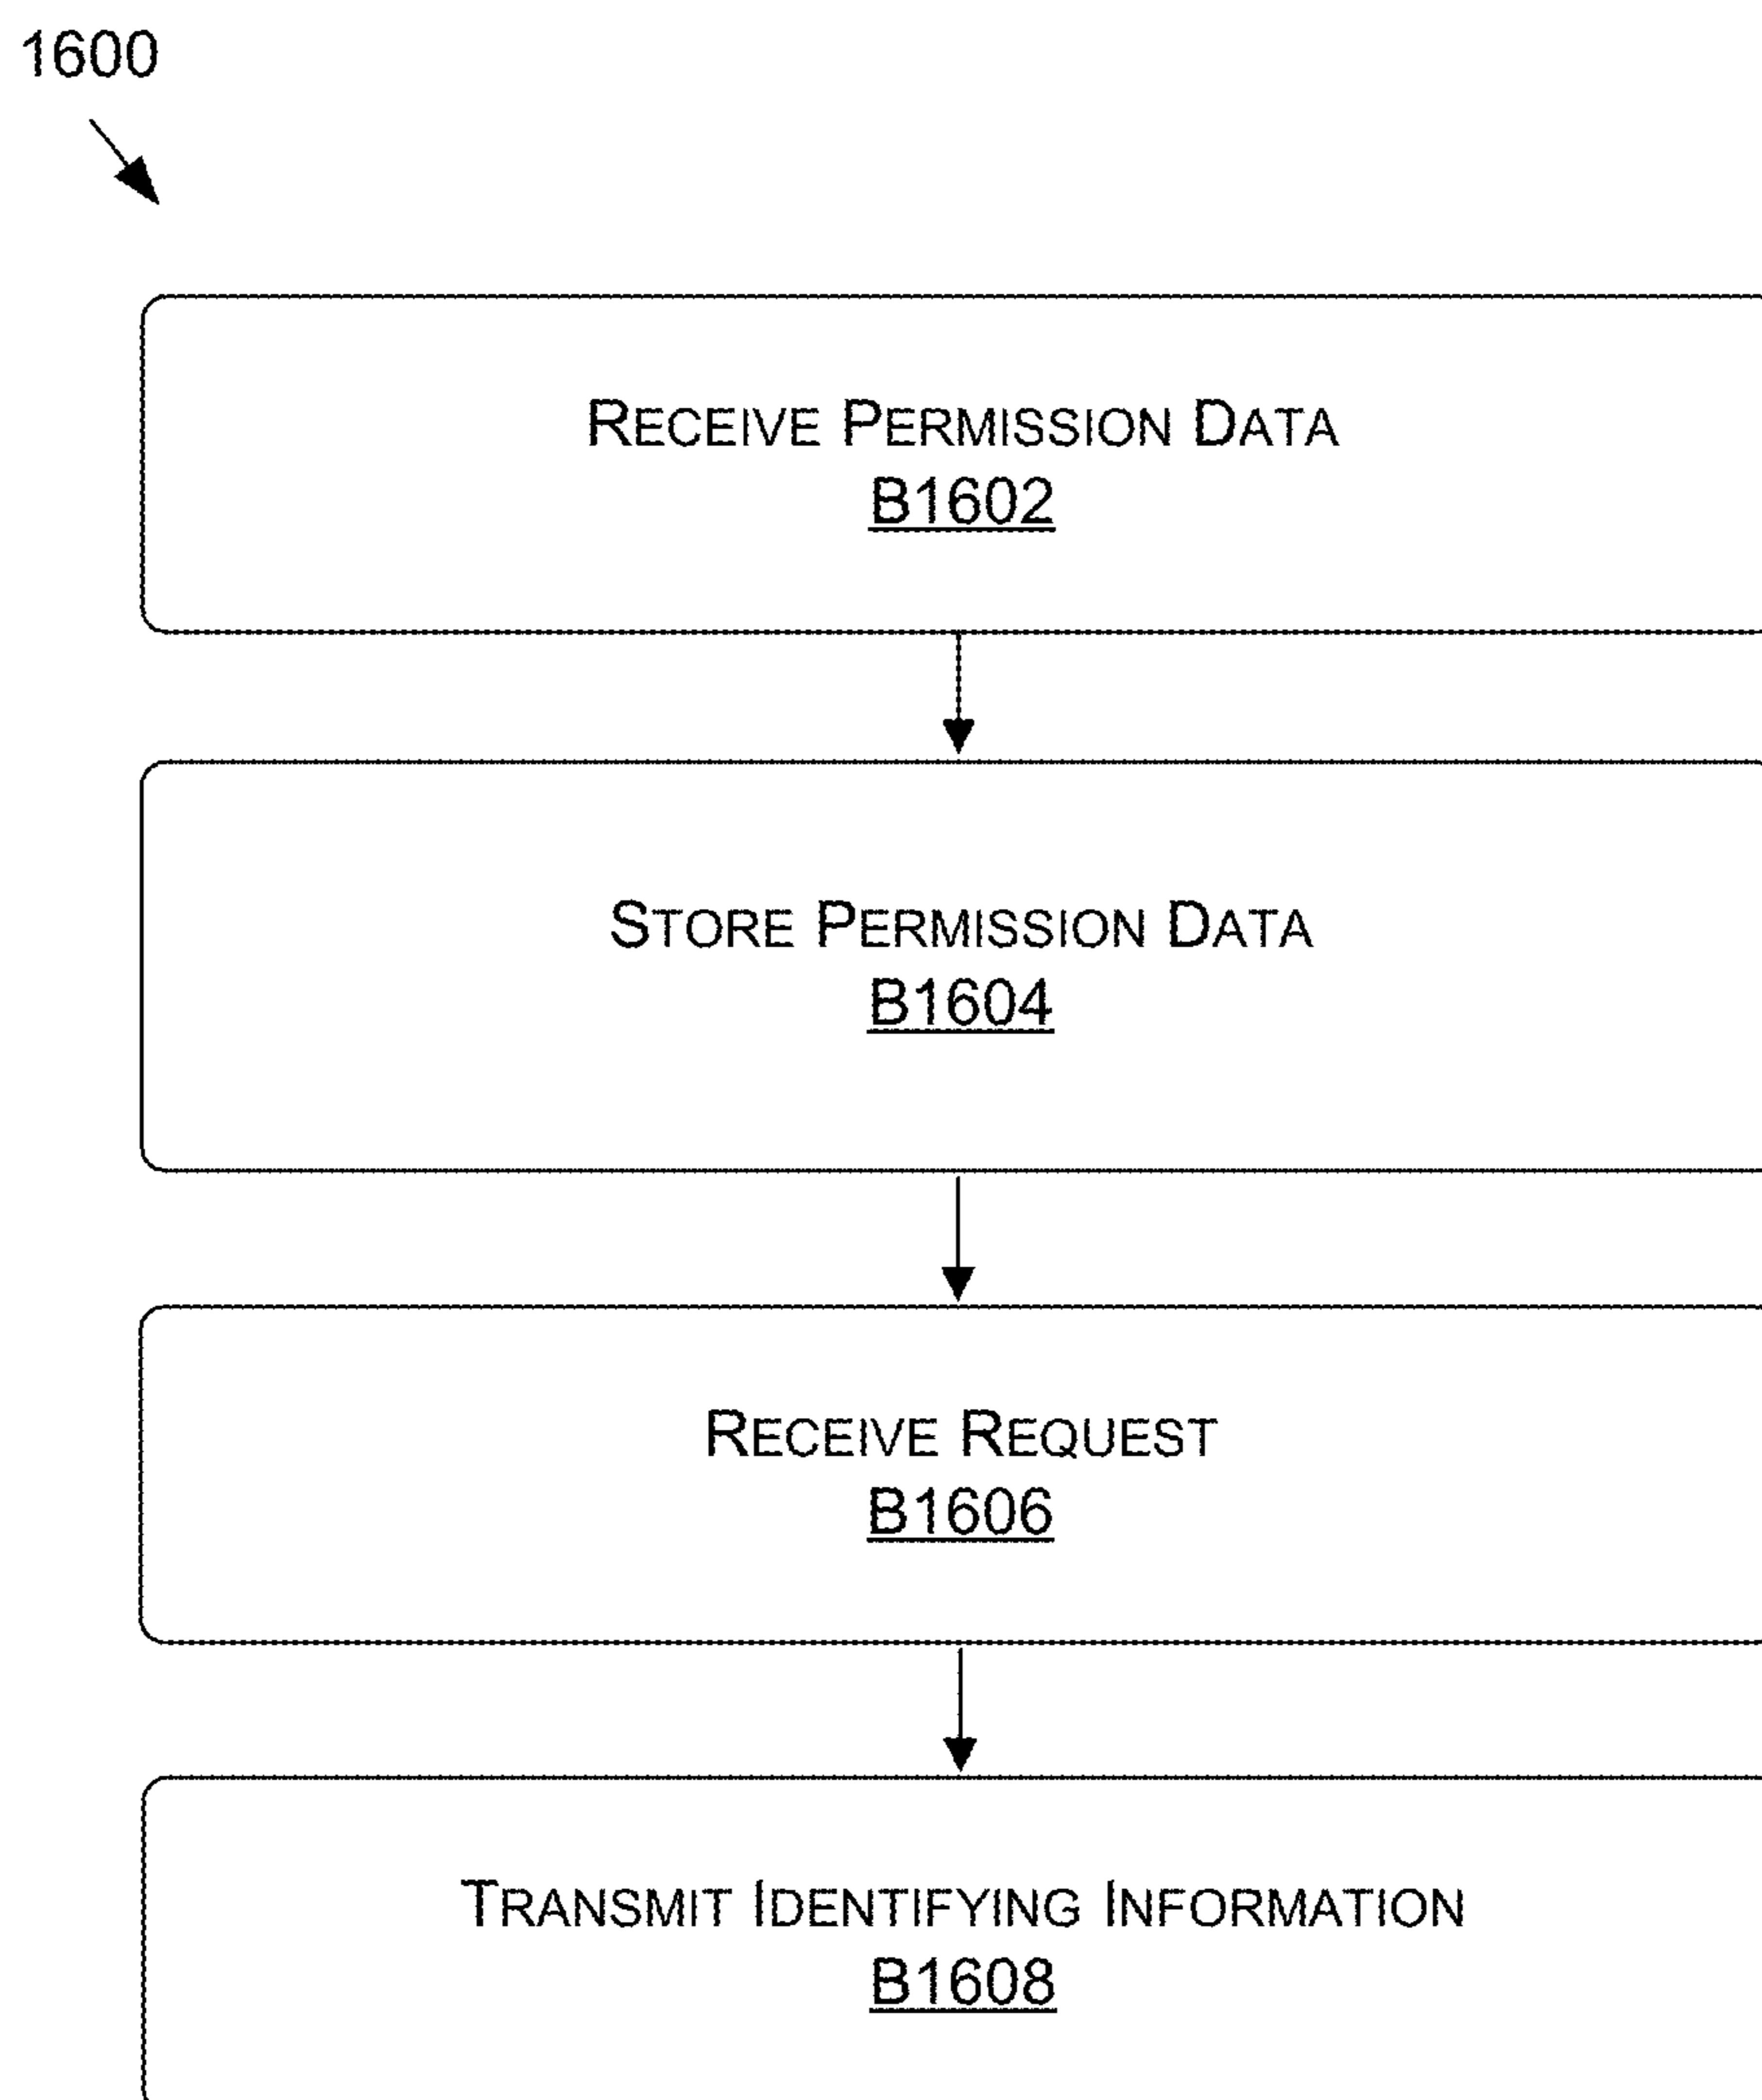 1600
RECEIVE PERMISSION DATA
B1602
STORE PERMISSION DATA
B1604
RECEIVE REQUEST
B1606
TRANSMIT IDENTIFYING INFORMATION
B1608